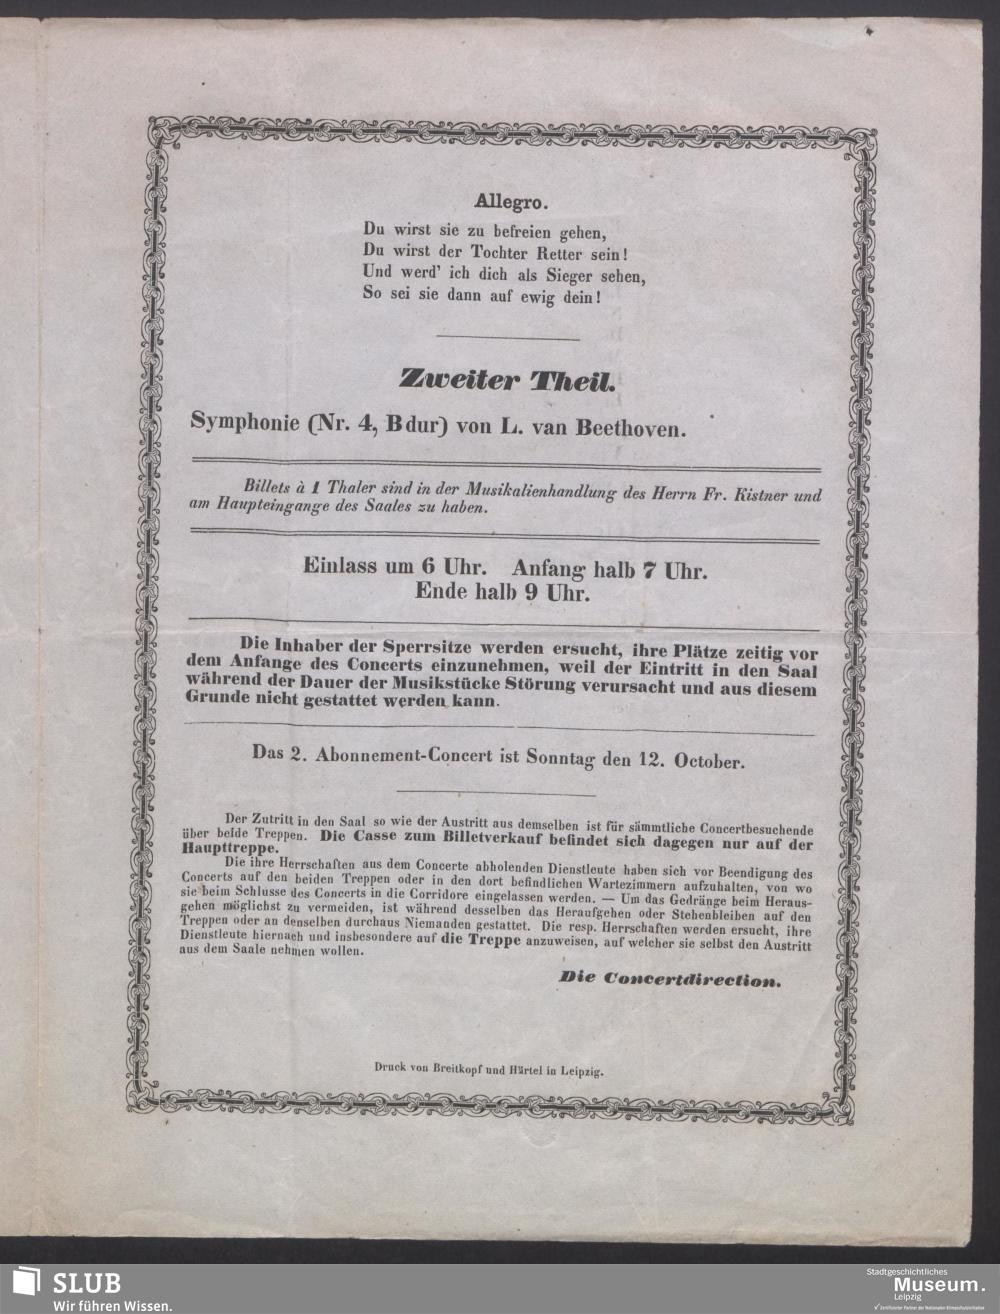 Allegro.
Du wirst sie zu befreien gehen,
Du wirst der Tochter Retter sein!
Und werd' ich dich als Sieger sehen,
So sei sie dann auf ewig dein!
Zweiter Theil.
Symphonie (Nr. 4, Bdur) von L. van Beethoven.
Billets à 1 Thaler sind in der Musikalienhandlung des Herrn Fr. Kistner und
am Haupteingange des Saales zu haben.
Einlass um 6 Uhr. Anfang halb 7 Uhr.
Ende halb 9 Uhr.
Die Inhaber der Sperrsitze werden ersucht, ihre Plätze zeitig vor
dem Anfange des Concerts einzunehmen, weil der Eintritt in den Saal
während der Dauer der Musikstücke Störung verursacht und aus diesem
Grunde nicht gestattet werden kann.
Das 2. Abonnement-Concert ist Sonntag den 12. October.
Der Zutritt in den Saal so wie der Austritt aus demselben ist für sämmtliche Concertbesuchende
über beide Treppen. Die Casse zum Billetverkauf befindet sich dagegen nur auf der
Haupttreppe.
Die ihre Herrschaften aus dem Concerte abholenden Dienstleute haben sich vor Beendigung des
Concerts auf den beiden Treppen oder in den dort befindlichen Wartezimmern aufzuhalten, von wo
sie beim Schlusse des Concerts in die Corridore eingelassen werden. — Um das Gedränge beim Heraus-
gehen möglichst zu vermeiden, ist während desselben das Heraufgehen oder Stehenbleiben auf den
Treppen oder an denselben durchaus Niemanden gestattet. Die resp. Herrschaften werden ersucht, ihre
Dienstleute hiernach und insbesondere auf die Treppe anzuweisen, auf welcher sie selbst den Austritt
aus dem Saale nehmen wollen.
Die Concertdirection.
Druck von Breitkopf und Härtel in Leipzig.
SLUB
Wir führen Wissen.
Stadtgeschichtliches
Museum.
Leipzig
Zertifizierter Partner der Nationalen Klimaschutzinitiative